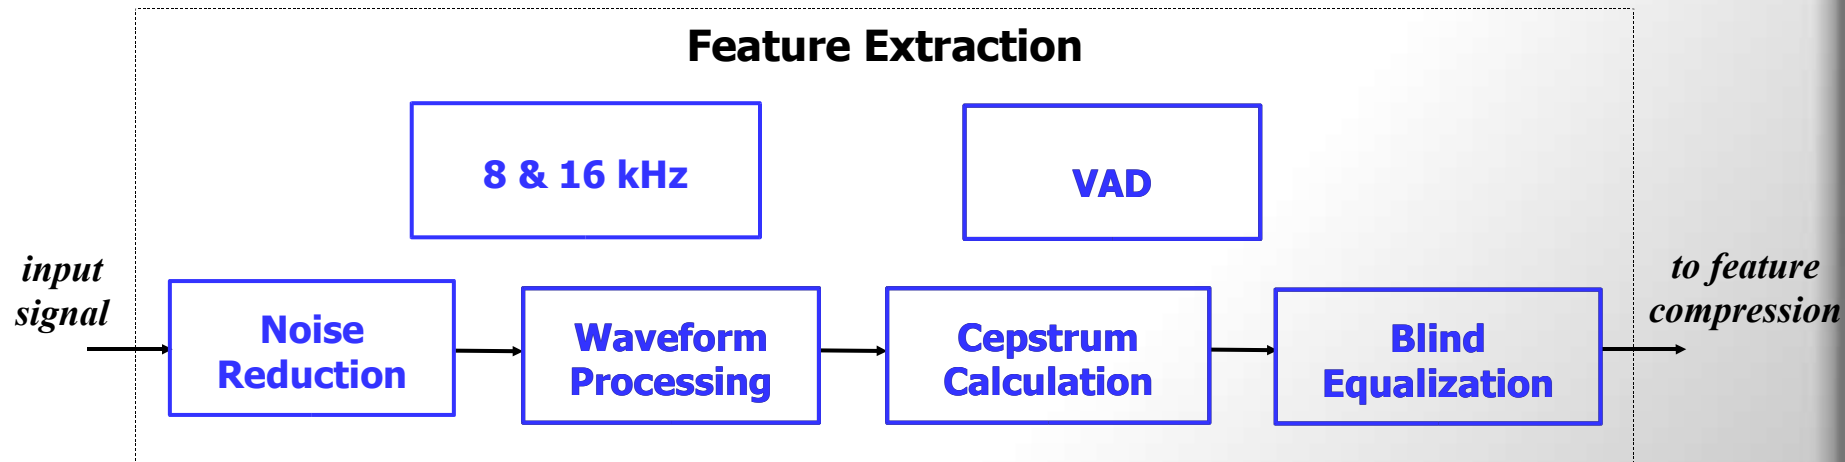 Feature Extraction
8 & 16 kHz
VAD
input
signal
Noise
Reduction
Waveform
Processing
Cepstrum
Calculation
Blind
Equalization
to feature
compression